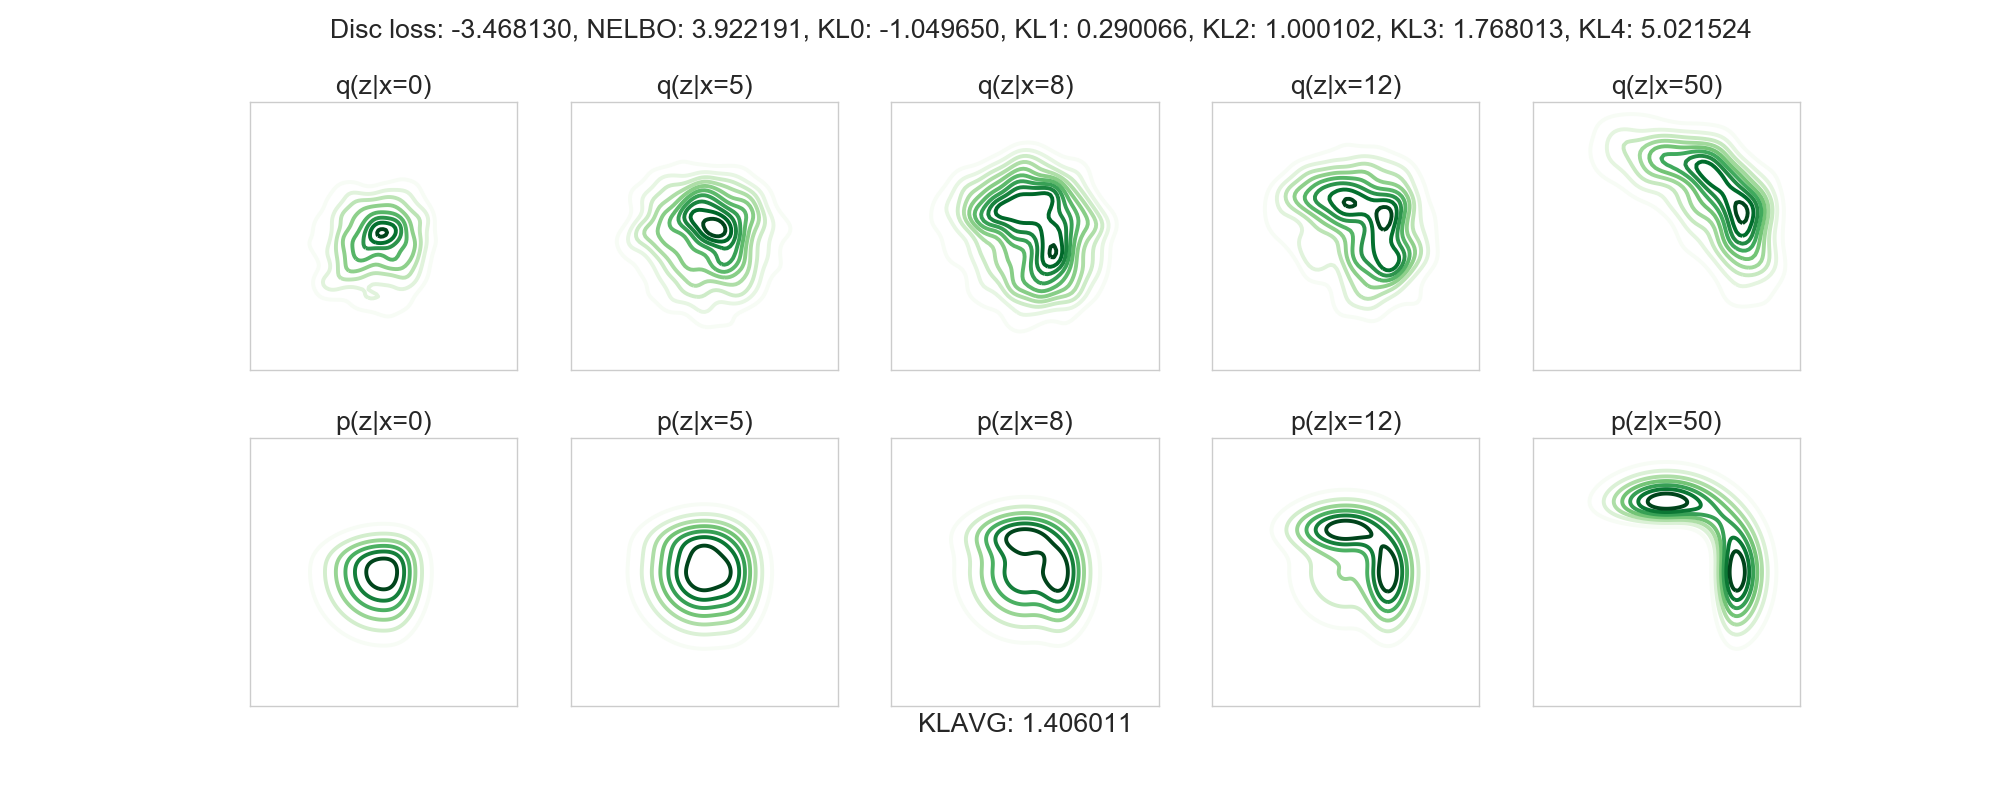 Disc loss: -3.468130, NELBO: 3.922191, KL0: -1.049650, KL1: 0.290066, KL2: 1.000102, KL3: 1.768013, KL4: 5.021524
q(z|x=0) q(z|x=5) q(z|x=8) q(z|x=12) q(z|x=50)
p(z|x=0) p(z|x=5) p(z|x=8) p(z|x=12) p(z|x=50)
KLAVG: 1.406011